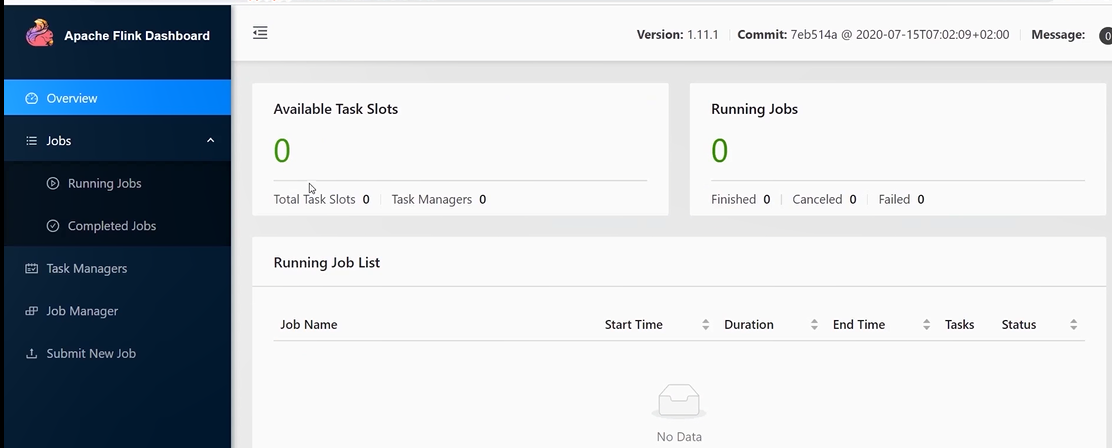 Apache Flink Dashboard
Version: 1.11.1 Commit: 7eb514a @ 2020-07-15T07:02:09+02:00 Message: 0
Overview
Jobs
Running Jobs
Completed Jobs
Task Managers
Job Manager
Submit New Job
Available Task Slots
0
Total Task Slots 0 Task Managers 0
Running Jobs
0
Finished 0 Canceled 0 Failed 0
Running Job List
Job Name Start Time Duration End Time Tasks Status
No Data